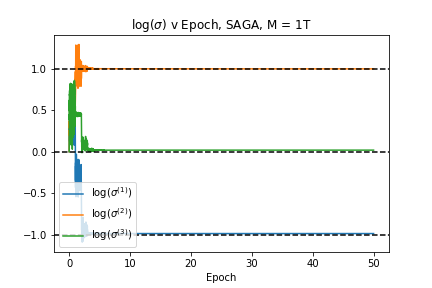 log(σ) v Epoch, SAGA, M = 1T
1.0
0.5
0.0
−0.5
−1.0
log(σ⁽¹⁾)
log(σ⁽²⁾)
log(σ⁽³⁾)
0 10 20 30 40 50
Epoch